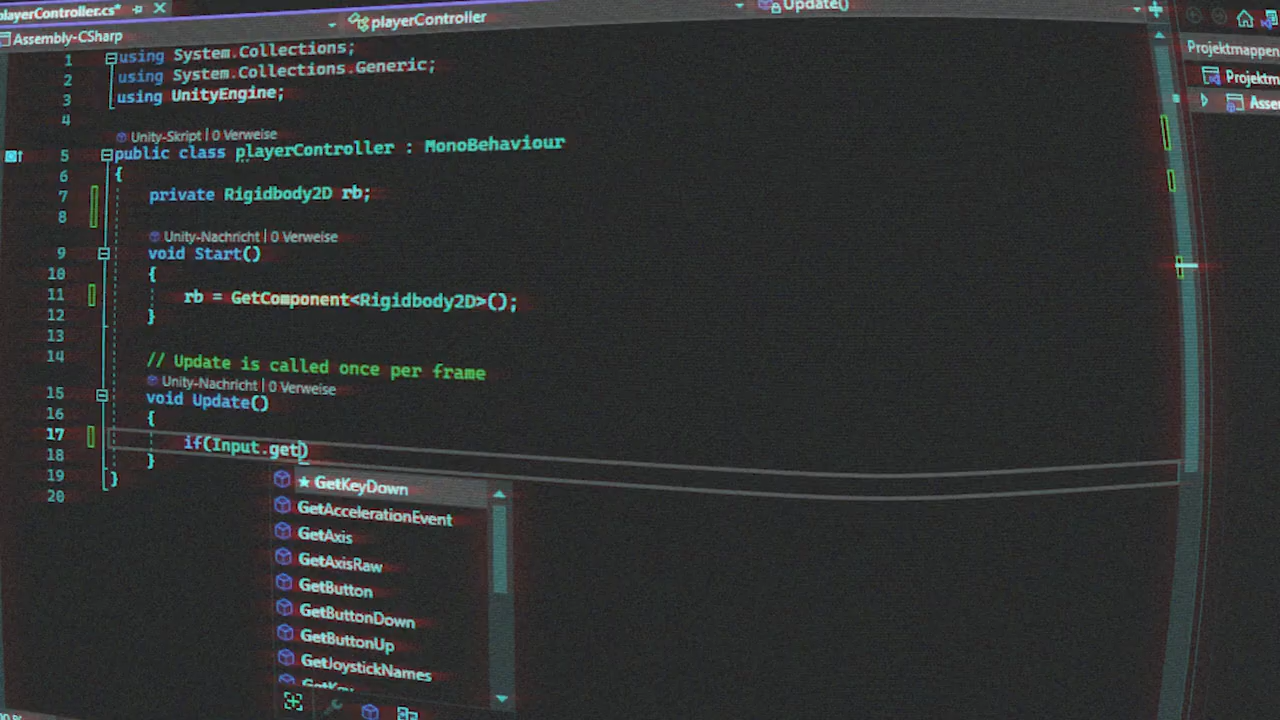 playerController.cs*
playerController
Update()
Assembly-CSharp
Projektmappen
Projektm
Asse
1 using System.Collections;
2 using System.Collections.Generic;
3 using UnityEngine;
4
Unity-Skript | 0 Verweise
5 public class playerController : MonoBehaviour
6 {
7 private Rigidbody2D rb;
8
Unity-Nachricht | 0 Verweise
9 void Start()
10 {
11 rb = GetComponent<Rigidbody2D>();
12 }
13
14 // Update is called once per frame
Unity-Nachricht | 0 Verweise
15 void Update()
16 {
17 if(Input.get)
18 }
19 }
20
★ GetKeyDown
GetAccelerationEvent
GetAxis
GetAxisRaw
GetButton
GetButtonDown
GetButtonUp
GetJoystickNames
GetKey